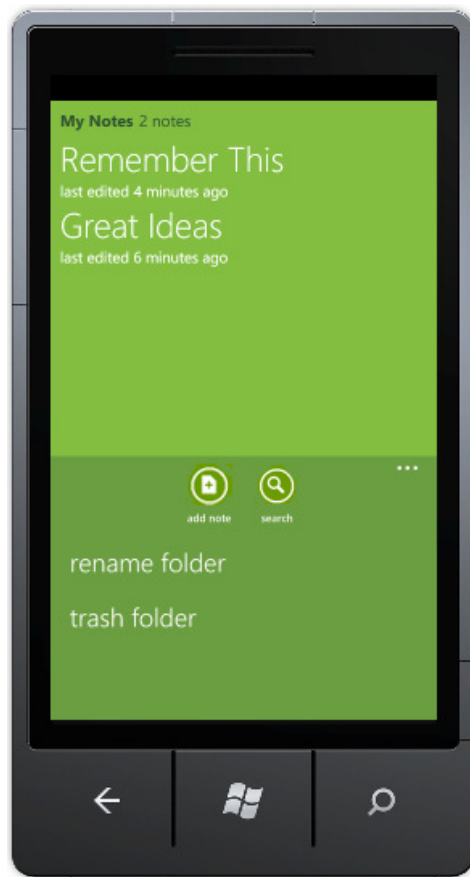 My Notes 2 notes
Remember This
last edited 4 minutes ago
Great Ideas
last edited 6 minutes ago
add note search
rename folder
trash folder